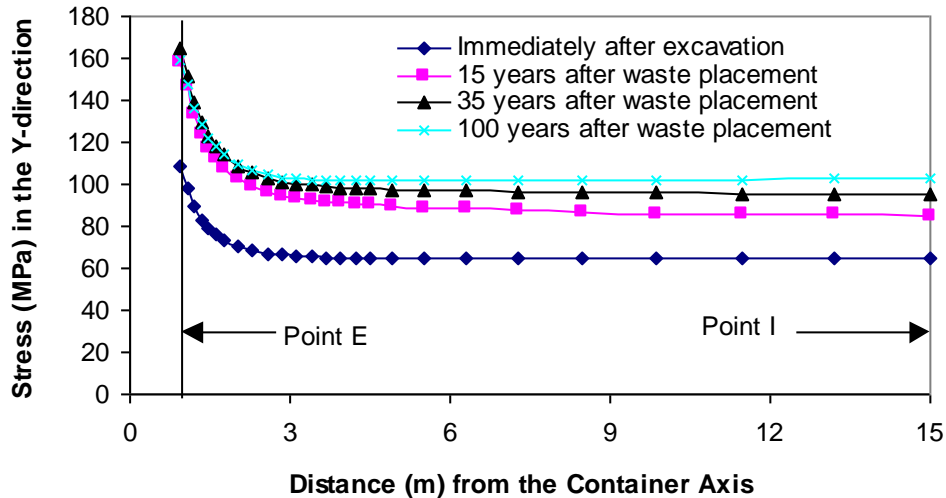 Stress (MPa) in the Y-direction
180
160
140
120
100
80
60
40
20
0
Immediately after excavation
15 years after waste placement
35 years after waste placement
100 years after waste placement
Point E
Point I
0 3 6 9 12 15
Distance (m) from the Container Axis